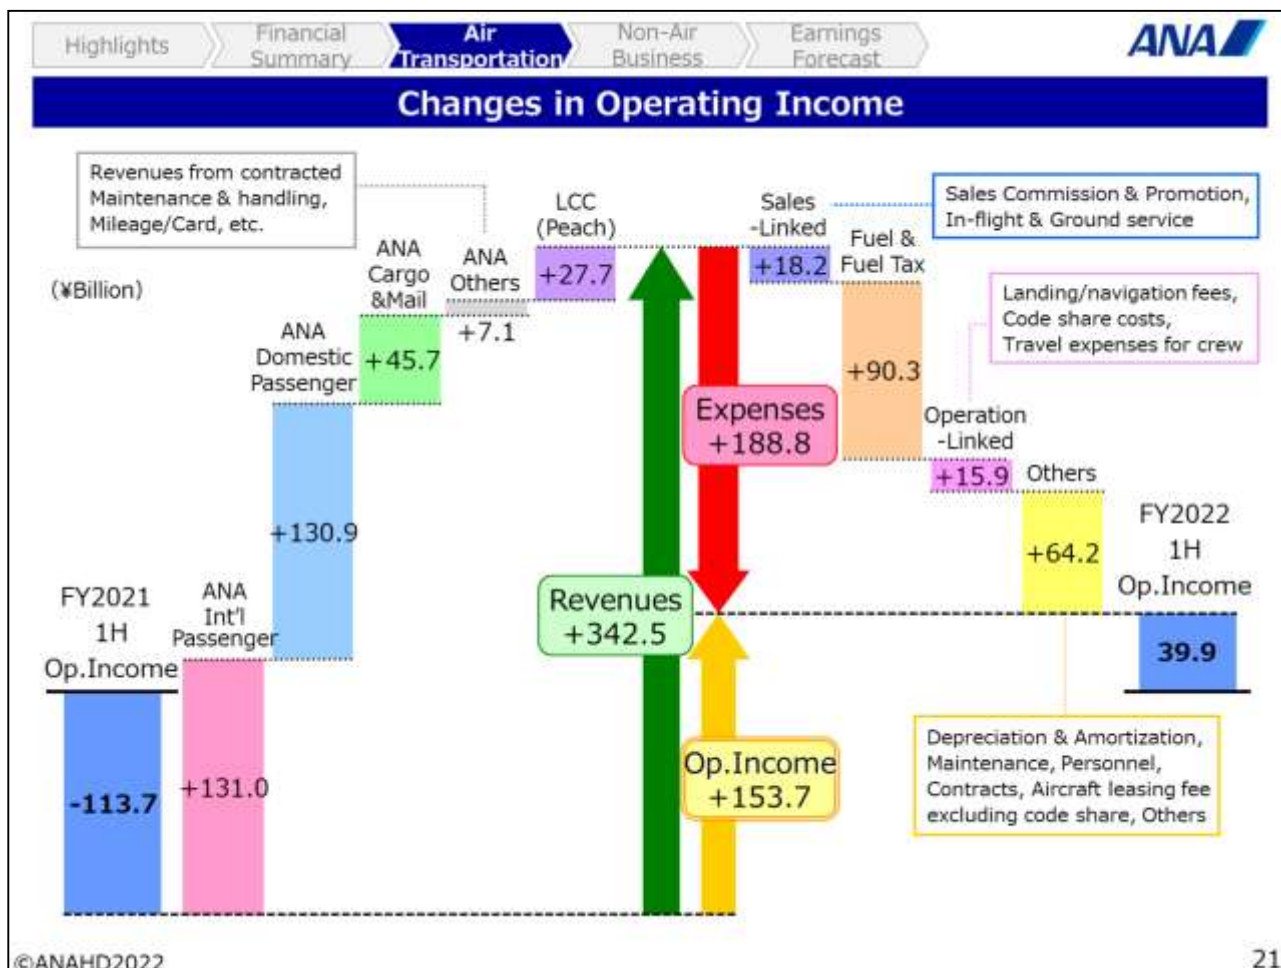 Highlights
Financial
Summary
Air
Transportation
Non-Air
Business
Earnings
Forecast
ANA
Changes in Operating Income
Revenues from contracted
Maintenance & handling,
Mileage/Card, etc.
(¥Billion)
FY2021
1H
Op.Income
-113.7
ANA
Int'l
Passenger
+131.0
ANA
Domestic
Passenger
+130.9
ANA
Cargo
&Mail
+45.7
ANA
Others
+7.1
LCC
(Peach)
+27.7
Revenues
+342.5
Expenses
+188.8
Op.Income
+153.7
Sales
-Linked
+18.2
Sales Commission & Promotion,
In-flight & Ground service
Fuel &
Fuel Tax
+90.3
Landing/navigation fees,
Code share costs,
Travel expenses for crew
Operation
-Linked
+15.9
Others
+64.2
FY2022
1H
Op.Income
39.9
Depreciation & Amortization,
Maintenance, Personnel,
Contracts, Aircraft leasing fee
excluding code share, Others
©ANAHD2022
21